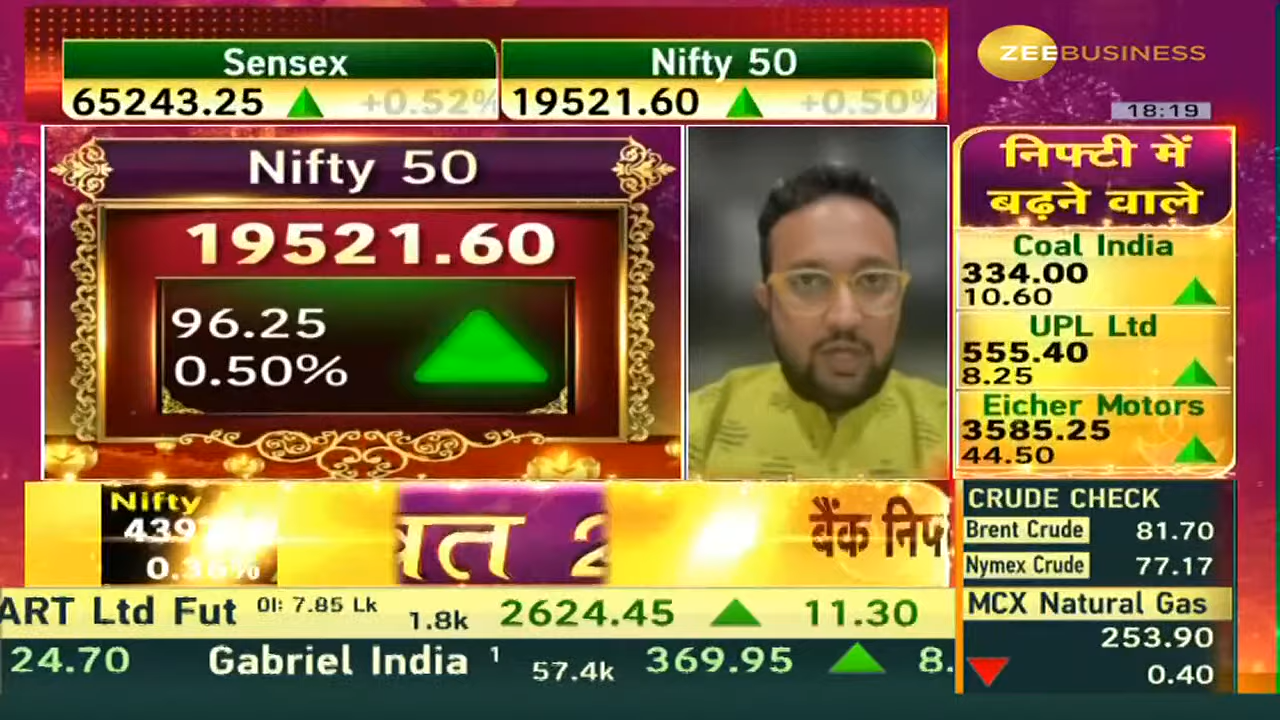 Sensex
65243.25 +0.52%
Nifty 50
19521.60 +0.50%
ZEEBUSINESS
18:19
Nifty 50
19521.60
96.25
0.50%
निफ्टी में
बढ़ने वाले
Coal India
334.00
10.60
UPL Ltd
555.40
8.25
Eicher Motors
3585.25
44.50
Nifty
0.36%
बैंक
CRUDE CHECK
Brent Crude 81.70
Nymex Crude 77.17
MCX Natural Gas
253.90
0.40
ART Ltd Fut OI: 7.85 Lk 1.8k 2624.45 11.30
24.70 Gabriel India 1 57.4k 369.95 8.